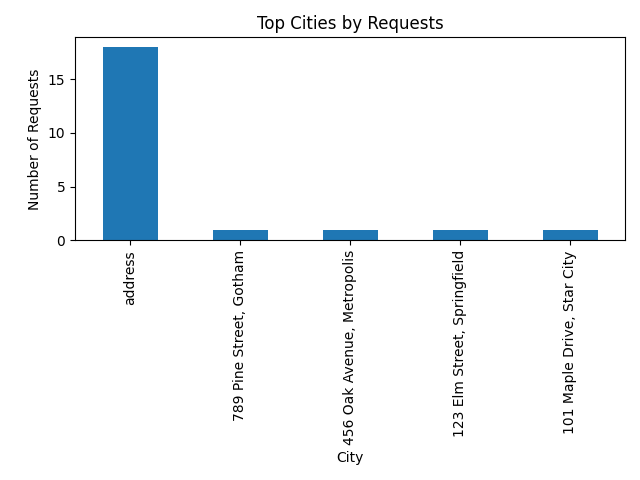 Top Cities by Requests
Number of Requests
15
10
5
0
address
789 Pine Street, Gotham
456 Oak Avenue, Metropolis
123 Elm Street, Springfield
101 Maple Drive, Star City
City